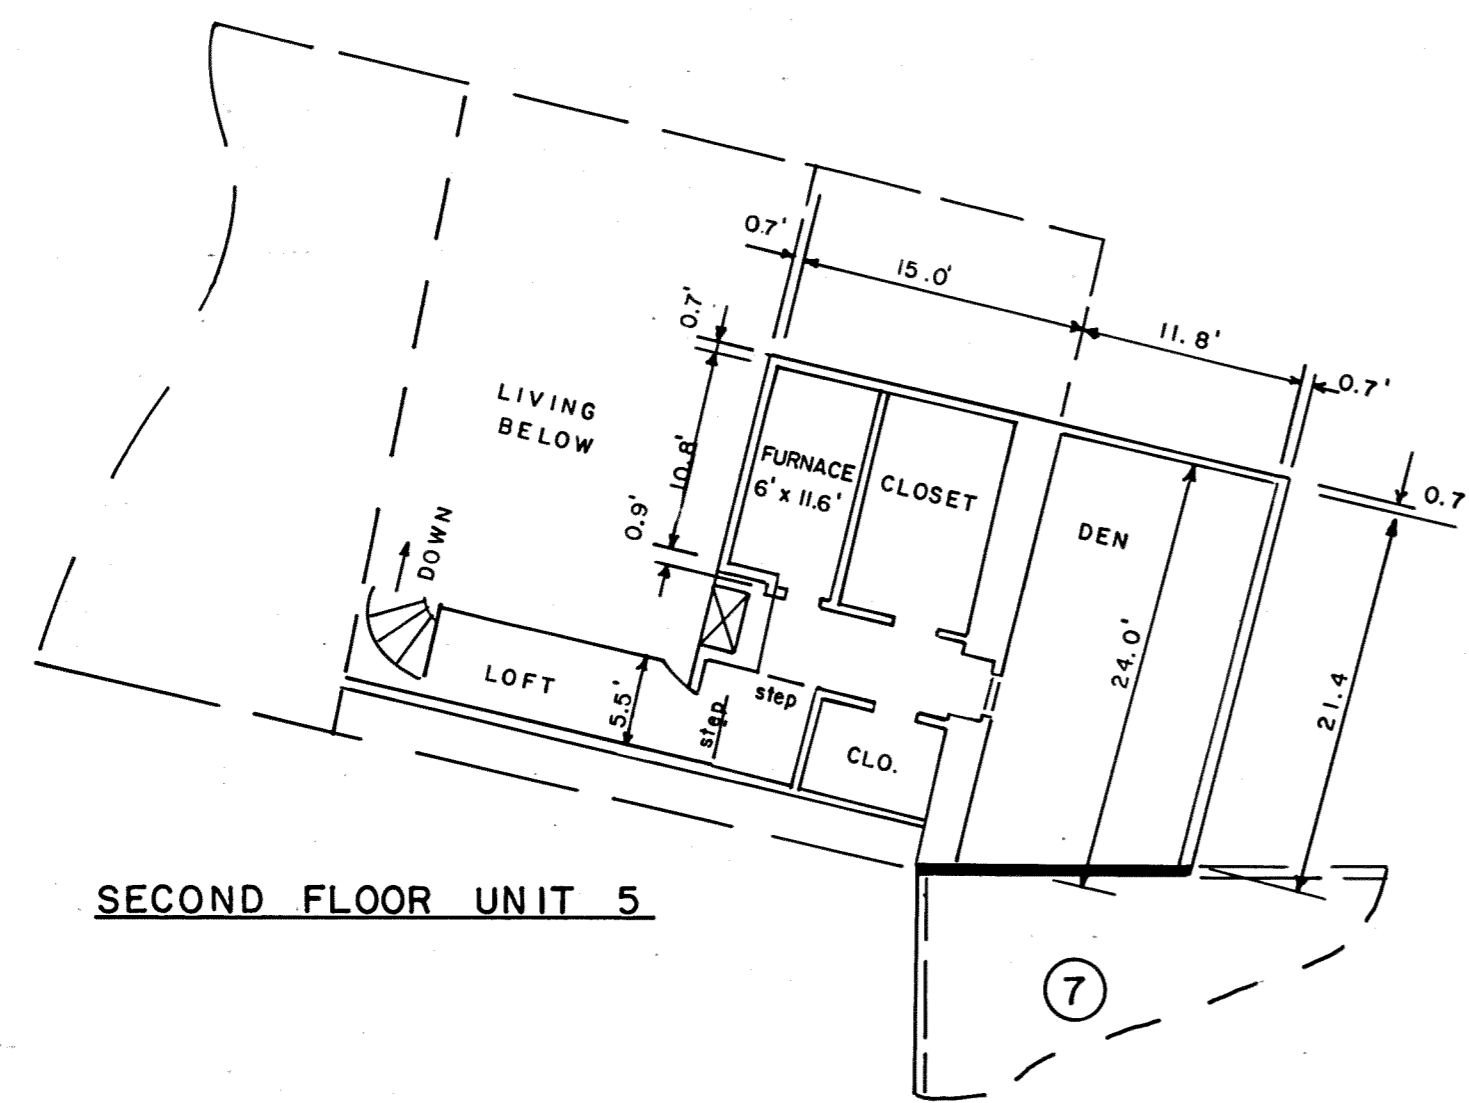 0.7'
15.0'
0.7'
11.8'
0.7'
LIVING
BELOW
10.8'
FURNACE
6' x 11.6'
CLOSET
0.7
0.9'
DOWN
DEN
24.0'
21.4
LOFT
5.5'
step
step
CLO.
SECOND FLOOR UNIT 5
7